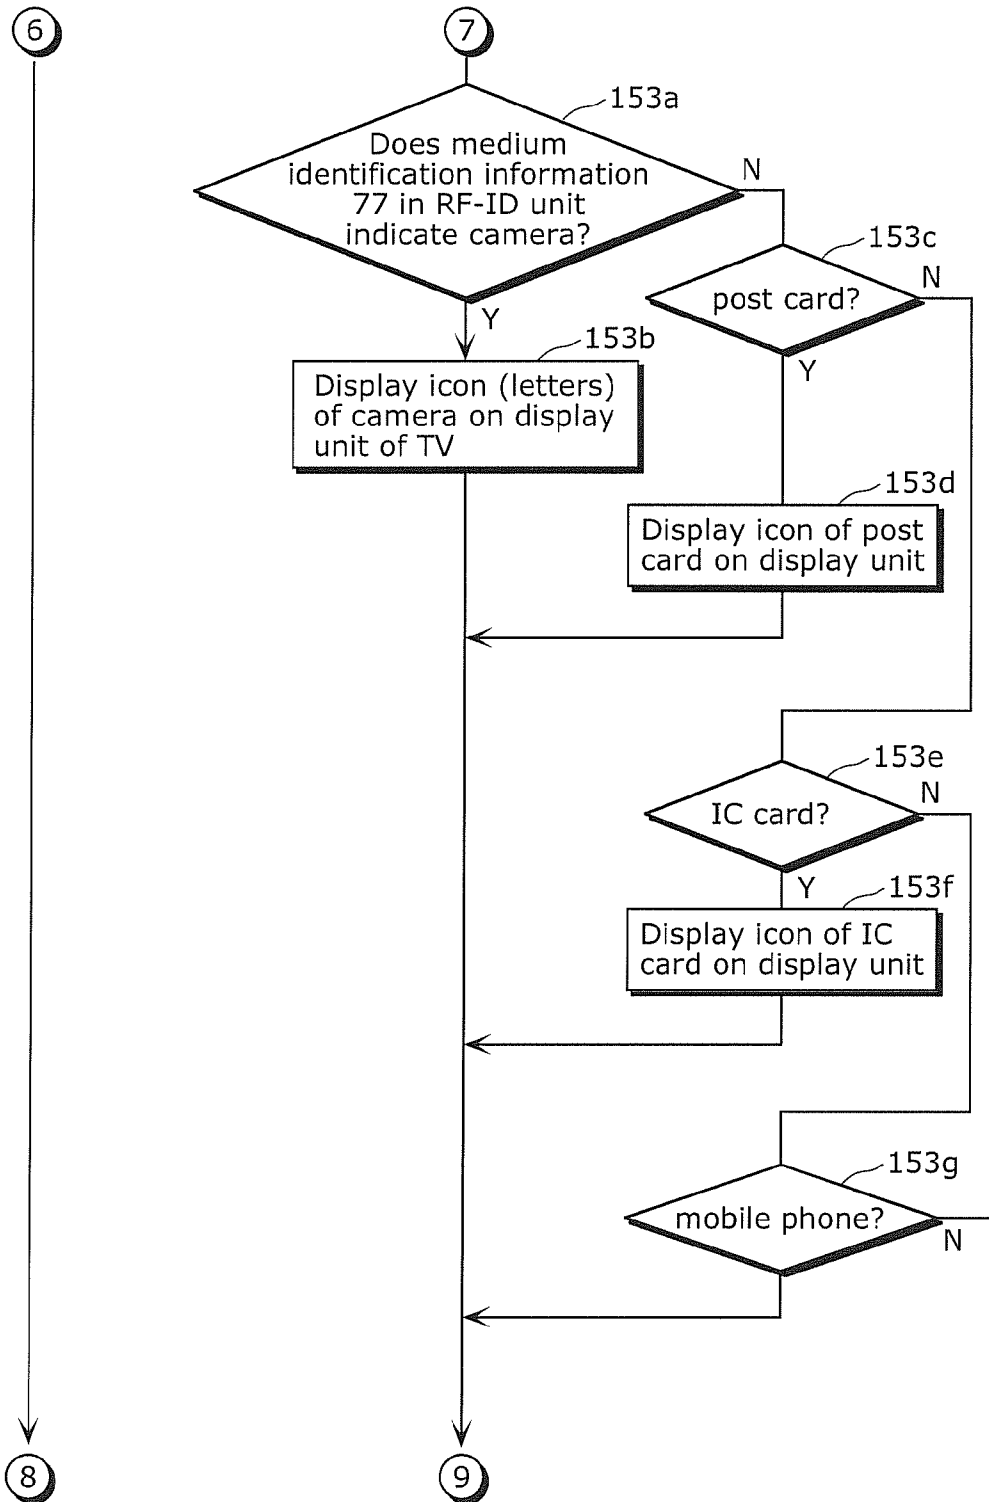 6
7
153a
Does medium
identification information
77 in RF-ID unit
indicate camera?
N
153c
post card?
N
Y
Y
153b
Display icon (letters)
of camera on display
unit of TV
153d
Display icon of post
card on display unit
153e
IC card?
N
Y
153f
Display icon of IC
card on display unit
153g
mobile phone?
N
8
9